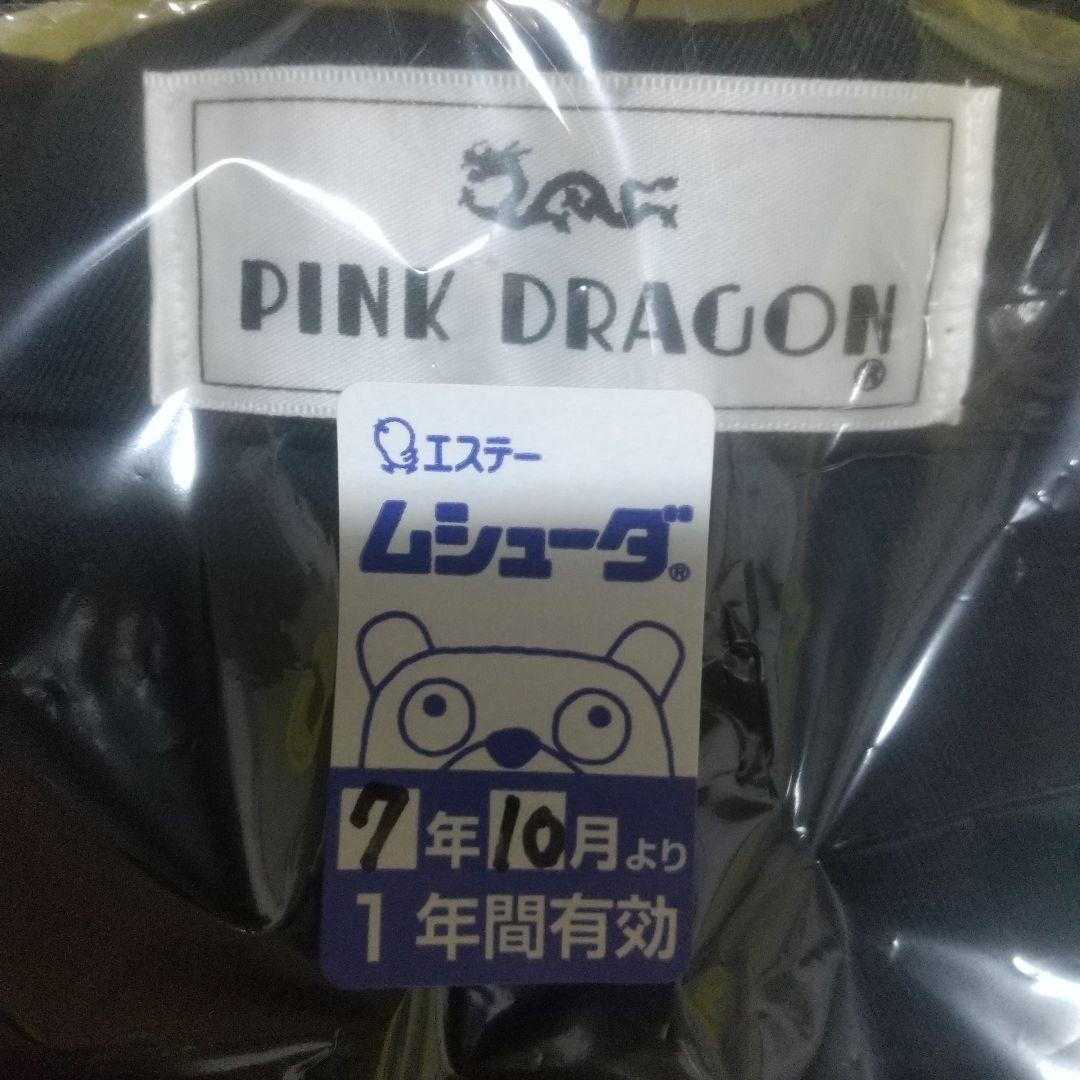 PINK DRAGON
®
エステー
ムシューダ®
7年10月より
1年間有効